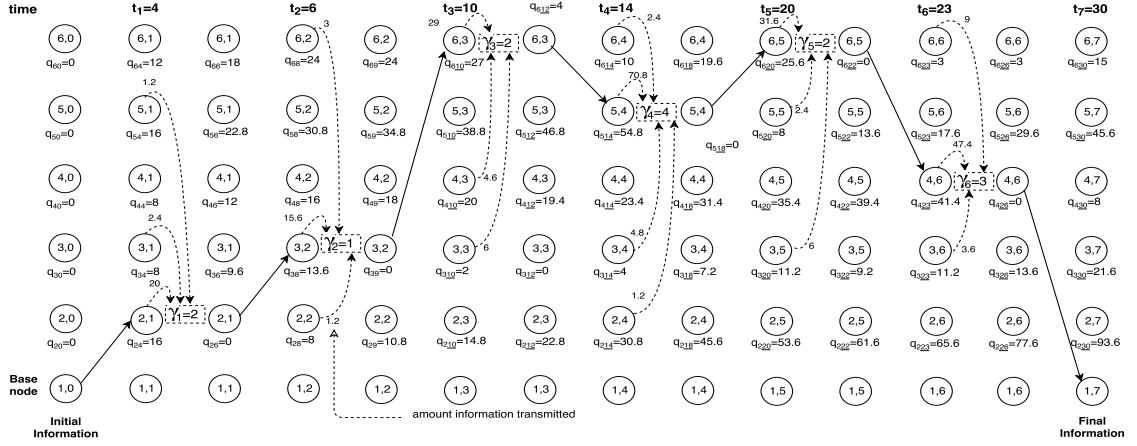 time t₁=4 t₂=6 t₃=10 q₆₁₂=4 t₄=14 t₅=20 t₆=23 t₇=30
3 29 2.4 31.6 9
6,0 6,1 6,1 6,2 6,2 6,3 γ₃=2 6,3 6,4 6,4 6,5 γ₅=2 6,5 6,6 6,6 6,7
q₆₀=0 q₆₄=12 q₆₆=18 q₆₈=24 q₆₉=24 q₆₁₀=27 q₆₁₄=10 q₆₁₈=19.6 q₆₂₀=25.6 q₆₂₂=0 q₆₂₃=3 q₆₂₆=3 q₆₃₀=15
1.2 70.8
5,0 5,1 5,1 5,2 5,2 5,3 5,3 5,4 γ₄=4 5,4 5,5 2.4 5,5 5,6 5,6 5,7
q₅₀=0 q₅₄=16 q₅₆=22.8 q₅₈=30.8 q₅₉=34.8 q₅₁₀=38.8 q₅₁₂=46.8 q₅₁₄=54.8 q₅₁₈=0 q₅₂₀=8 q₅₂₂=13.6 q₅₂₃=17.6 q₅₂₆=29.6 q₅₃₀=45.6
47.4
4,0 4,1 4,1 4,2 4,2 4,3 4.6 4,3 4,4 4,4 4,5 4,5 4,6 γ₆=3 4,6 4,7
q₄₀=0 q₄₄=8 q₄₆=12 q₄₈=16 q₄₉=18 q₄₁₀=20 q₄₁₂=19.4 q₄₁₄=23.4 q₄₁₈=31.4 q₄₂₀=35.4 q₄₂₂=39.4 q₄₂₃=41.4 q₄₂₆=0 q₄₃₀=8
2.4 15.6 4.8
3,0 3,1 3,1 3,2 γ₂=1 3,2 3,3 6 3,3 3,4 3,4 3,5 6 3,5 3,6 3.6 3,6 3,7
q₃₀=0 q₃₄=8 q₃₆=9.6 q₃₈=13.6 q₃₉=0 q₃₁₀=2 q₃₁₂=0 q₃₁₄=4 q₃₁₈=7.2 q₃₂₀=11.2 q₃₂₂=9.2 q₃₂₃=11.2 q₃₂₆=13.6 q₃₃₀=21.6
20 1.2
2,0 2,1 γ₁=2 2,1 2,2 1.2 2,2 2,3 2,3 2,4 2,4 2,5 2,5 2,6 2,6 2,7
q₂₀=0 q₂₄=16 q₂₆=0 q₂₈=8 q₂₉=10.8 q₂₁₀=14.8 q₂₁₂=22.8 q₂₁₄=30.8 q₂₁₈=45.6 q₂₂₀=53.6 q₂₂₂=61.6 q₂₂₃=65.6 q₂₂₆=77.6 q₂₃₀=93.6
Base
node
1,0 1,1 1,1 1,2 1,2 1,3 1,3 1,4 1,4 1,5 1,5 1,6 1,6 1,7
amount information transmitted
Initial
Information
Final
Information